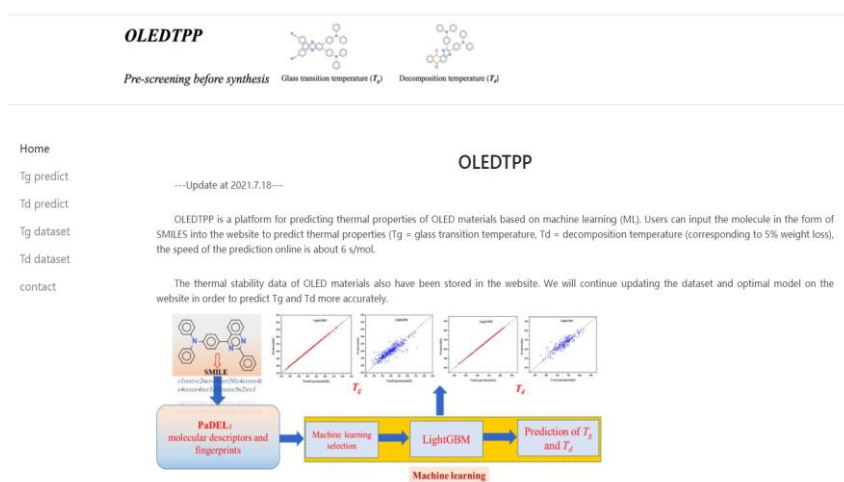 OLEDTPP
Pre-screening before synthesis
Glass transition temperature (Tg)
Decomposition temperature (Td)
Home
Tg predict
Td predict
Tg dataset
Td dataset
contact
OLEDTPP
---Update at 2021.7.18---
OLEDTPP is a platform for predicting thermal properties of OLED materials based on machine learning (ML). Users can input the molecule in the form of
SMILES into the website to predict thermal properties (Tg = glass transition temperature, Td = decomposition temperature (corresponding to 5% weight loss),
the speed of the prediction online is about 6 s/mol.
The thermal stability data of OLED materials also have been stored in the website. We will continue updating the dataset and optimal model on the
website in order to predict Tg and Td more accurately.
N
N
N
SMILE
LightGBM
LightGBM
LightGBM
LightGBM
Tg
Td
PaDEL:
molecular descriptors and
fingerprints
Machine learning
selection
LightGBM
Prediction of Tg
and Td
Machine learning